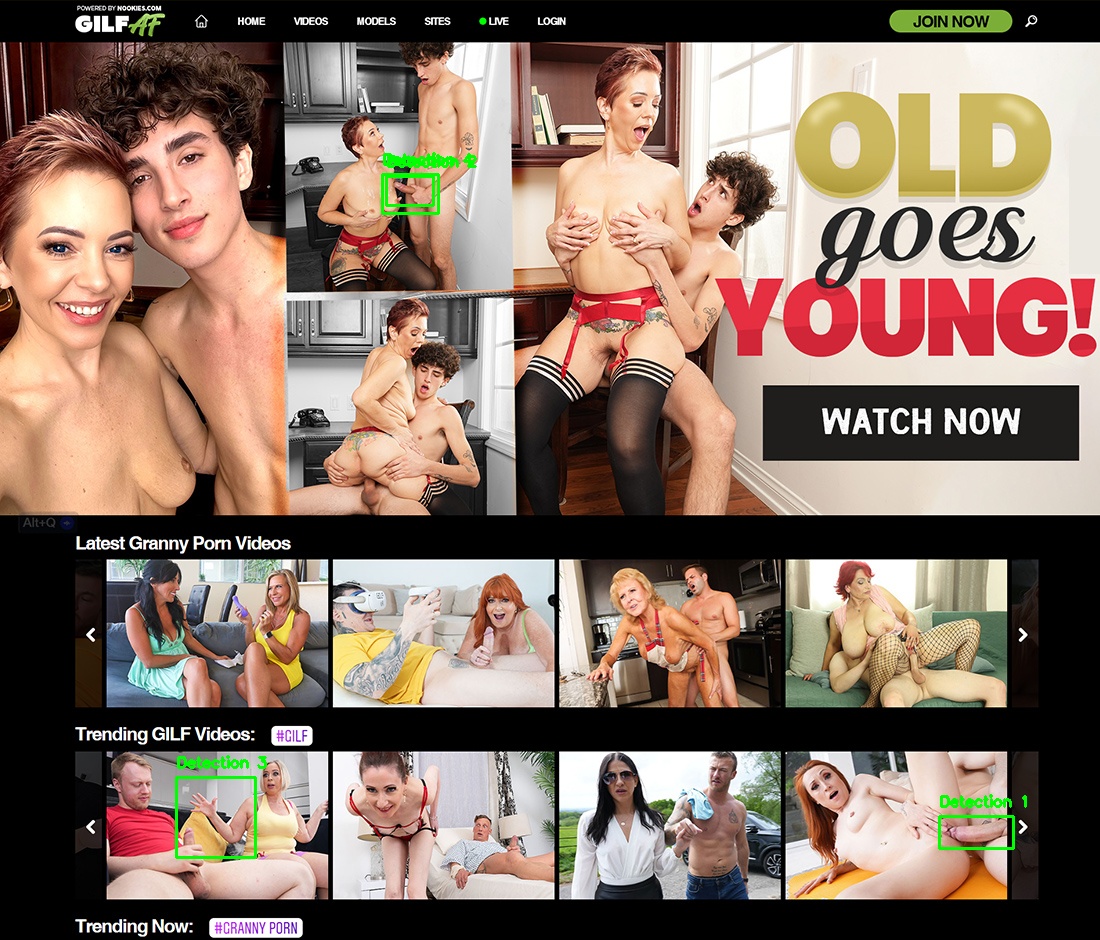 POWERED BY NOOKIES.COM
GILF AF
HOME VIDEOS MODELS SITES LIVE LOGIN JOIN NOW
OLD
goes
YOUNG!
WATCH NOW
Detection 2
Alt+Q
Latest Granny Porn Videos
Trending GILF Videos: #GILF
Detection 3
Detection 1
Trending Now: #GRANNY PORN